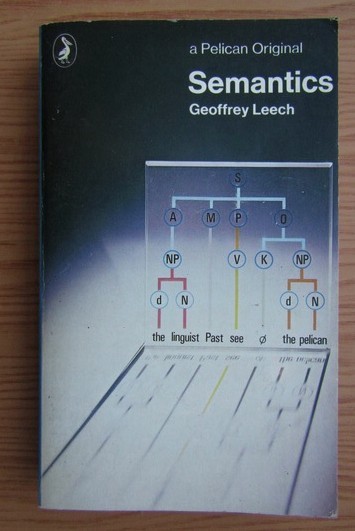 a Pelican Original
Semantics
Geoffrey Leech
S
A M P O
NP V K NP
d N d N
the linguist Past see ø the pelican